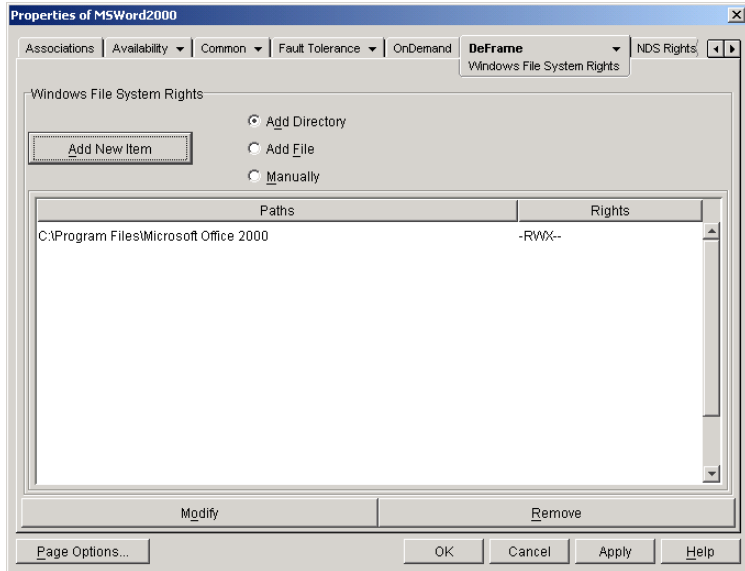 Properties of MSWord2000
Associations Availability Common Fault Tolerance OnDemand DeFrame NDS Rights
Windows File System Rights
Windows File System Rights
Add Directory
Add New Item
Add File
Manually
Paths Rights
C:\Program Files\Microsoft Office 2000 -RWX--
Modify Remove
Page Options... OK Cancel Apply Help